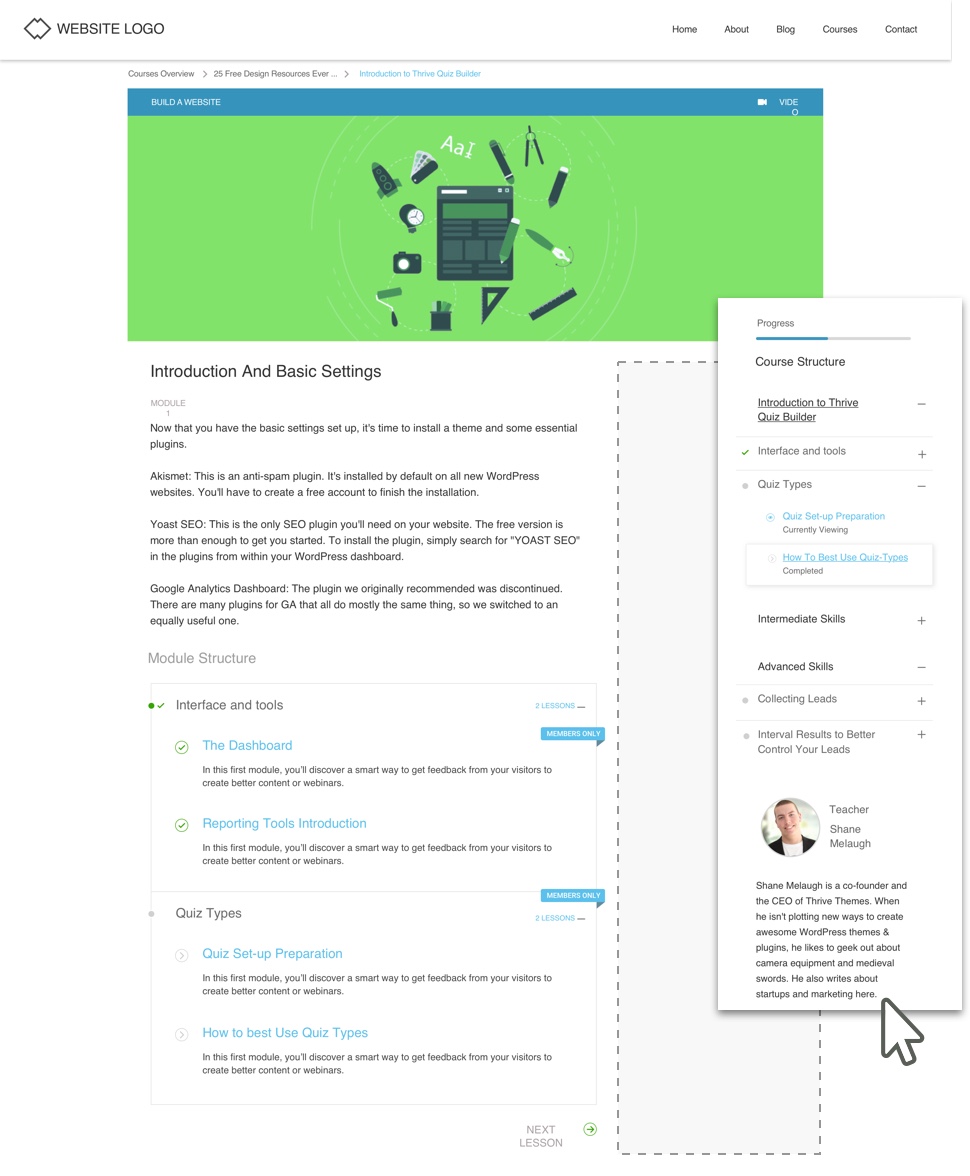 WEBSITE LOGO
Home
About
Blog
Courses
Contact
Courses Overview
25 Free Design Resources Ever ...
Introduction to Thrive Quiz Builder
BUILD A WEBSITE
VIDE
O
AaI
Introduction And Basic Settings
MODULE
1
Now that you have the basic settings set up, it's time to install a theme and some essential
plugins.
Akismet: This is an anti-spam plugin. It's installed by default on all new WordPress
websites. You'll have to create a free account to finish the installation.
Yoast SEO: This is the only SEO plugin you'll need on your website. The free version is
more than enough to get you started. To install the plugin, simply search for "YOAST SEO"
in the plugins from within your WordPress dashboard.
Google Analytics Dashboard: The plugin we originally recommended was discontinued.
There are many plugins for GA that all do mostly the same thing, so we switched to an
equally useful one.
Module Structure
Interface and tools
2 LESSONS
MEMBERS ONLY
The Dashboard
In this first module, you'll discover a smart way to get feedback from your visitors to
create better content or webinars.
Reporting Tools Introduction
In this first module, you'll discover a smart way to get feedback from your visitors to
create better content or webinars.
MEMBERS ONLY
Quiz Types
2 LESSONS
Quiz Set-up Preparation
In this first module, you'll discover a smart way to get feedback from your visitors to
create better content or webinars.
How to best Use Quiz Types
In this first module, you'll discover a smart way to get feedback from your visitors to
create better content or webinars.
NEXT
LESSON
Progress
Course Structure
Introduction to Thrive
Quiz Builder
Interface and tools
Quiz Types
Quiz Set-up Preparation
Currently Viewing
How To Best Use Quiz-Types
Completed
Intermediate Skills
Advanced Skills
Collecting Leads
Interval Results to Better
Control Your Leads
Teacher
Shane
Melaugh
Shane Melaugh is a co-founder and
the CEO of Thrive Themes. When
he isn't plotting new ways to create
awesome WordPress themes &
plugins, he likes to geek out about
camera equipment and medieval
swords. He also writes about
startups and marketing here.